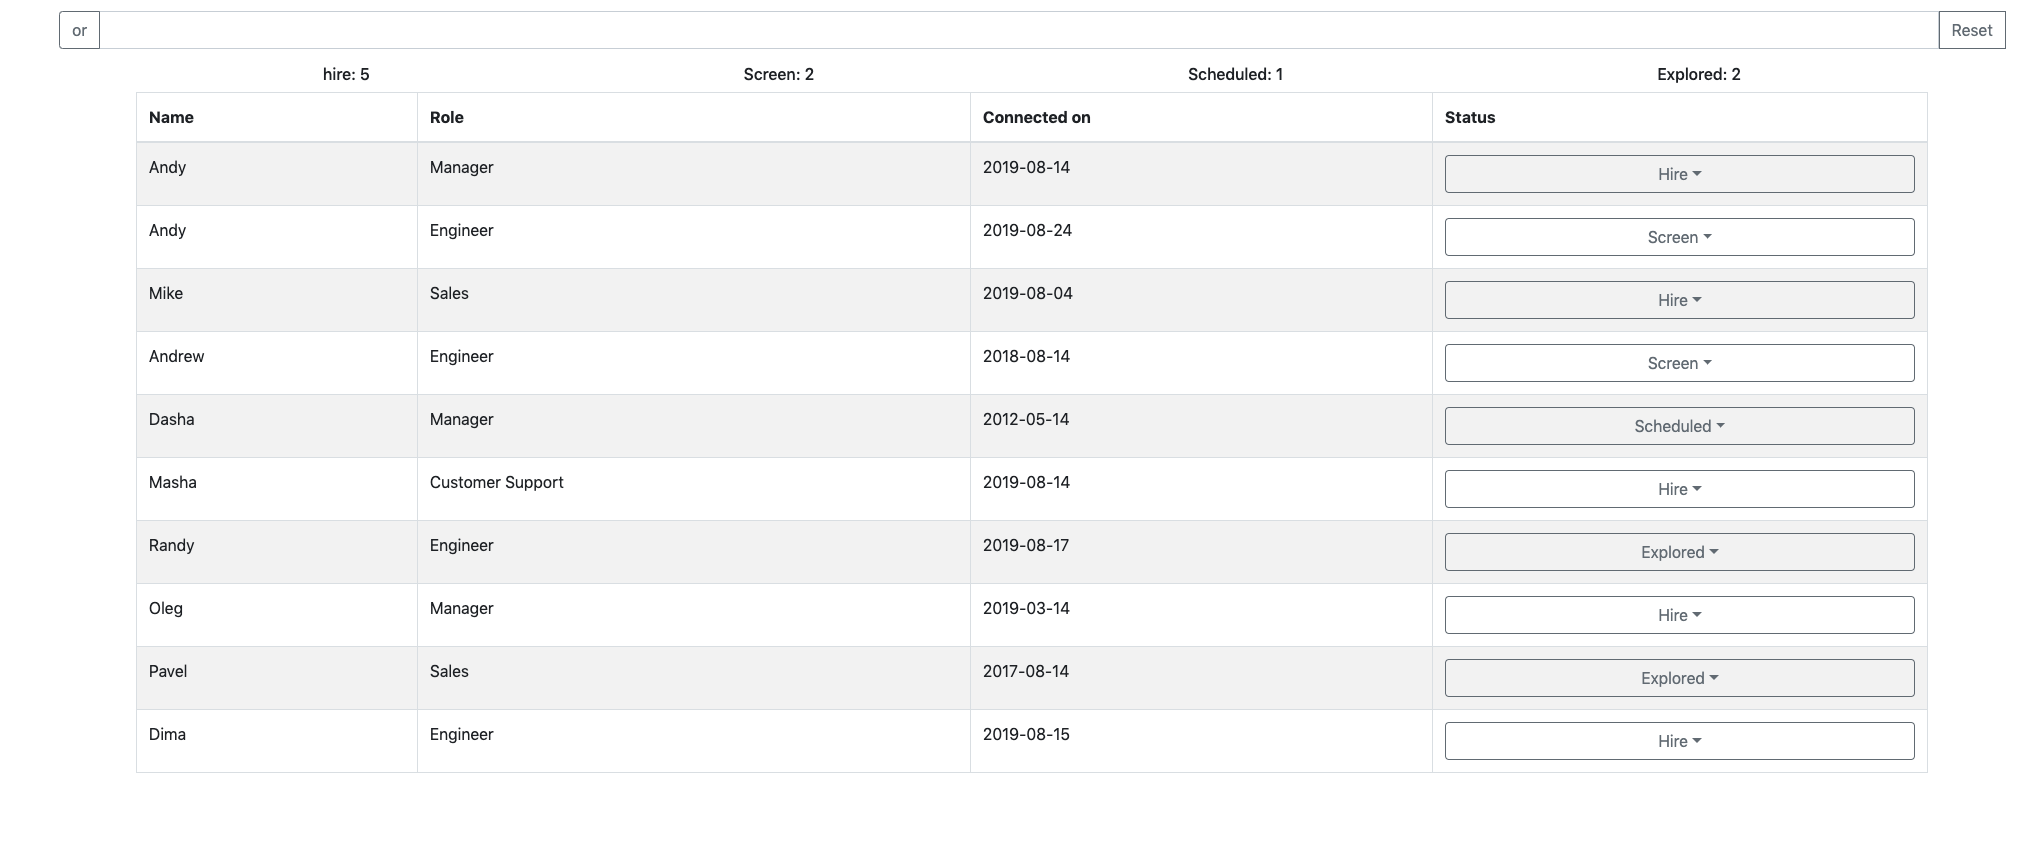 or Reset
hire: 5 Screen: 2 Scheduled: 1 Explored: 2
Name Role Connected on Status
Andy Manager 2019-08-14 Hire
Andy Engineer 2019-08-24 Screen
Mike Sales 2019-08-04 Hire
Andrew Engineer 2018-08-14 Screen
Dasha Manager 2012-05-14 Scheduled
Masha Customer Support 2019-08-14 Hire
Randy Engineer 2019-08-17 Explored
Oleg Manager 2019-03-14 Hire
Pavel Sales 2017-08-14 Explored
Dima Engineer 2019-08-15 Hire